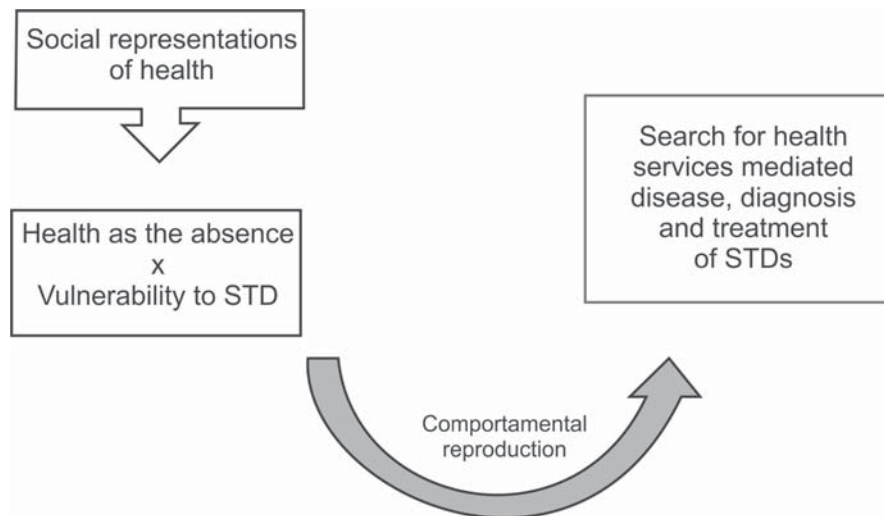 Social representations
of health
Health as the absence
x
Vulnerability to STD
Search for health
services mediated
disease, diagnosis
and treatment
of STDs
Comportamental
reproduction